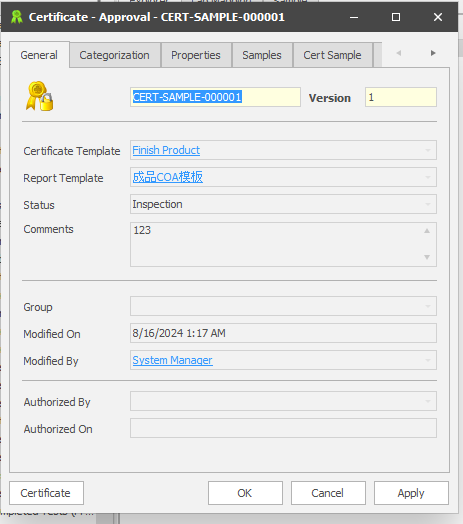 Certificate - Approval - CERT-SAMPLE-000001
General Categorization Properties Samples Cert Sample
CERT-SAMPLE-000001 Version 1
Certificate Template Finish Product
Report Template 成品COA模板
Status Inspection
Comments 123
Group
Modified On 8/16/2024 1:17 AM
Modified By System Manager
Authorized By
Authorized On
Certificate OK Cancel Apply